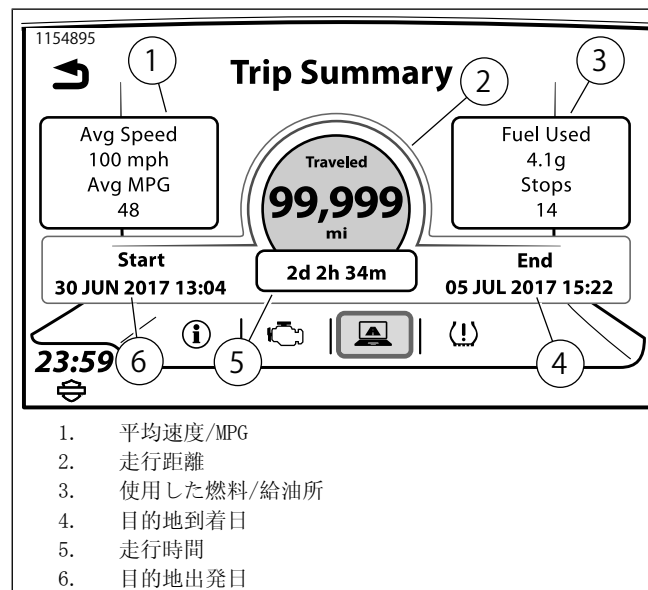 1154895
1
Trip Summary
2
3
Avg Speed
100 mph
Avg MPG
48
Traveled
99,999
mi
Fuel Used
4.1g
Stops
14
Start
30 JUN 2017 13:04
2d 2h 34m
End
05 JUL 2017 15:22
23:59
6
5
4
1. 平均速度/MPG
2. 走行距離
3. 使用した燃料/給油所
4. 目的地到着日
5. 走行時間
6. 目的地出発日